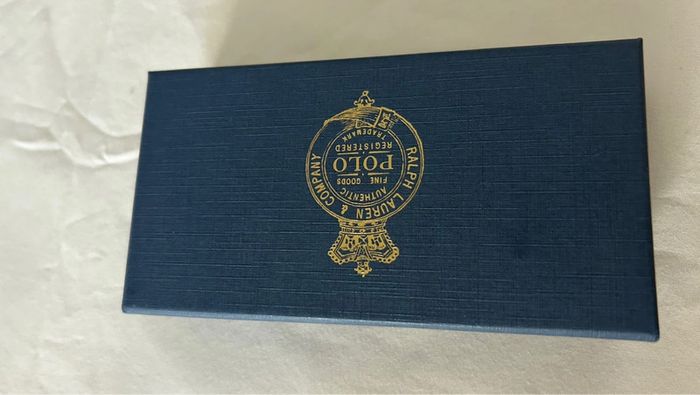 RALPH LAUREN & COMPANY
AUTHENTIC
FINE GOODS
POLO
REGISTERED
TRADEMARK